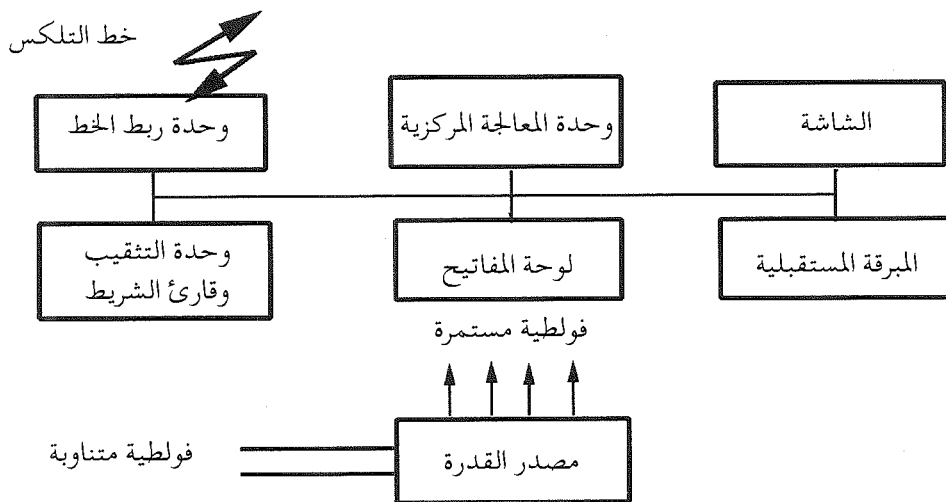 خط التلكس
الشاشة
وحدة المعالجة المركزية
وحدة ربط الخط
المبرقة المستقبلية
لوحة المفاتيح
وحدة التثقيب
وقارئ الشريط
فولطية مستمرة
مصدر القدرة
فولطية متناوبة